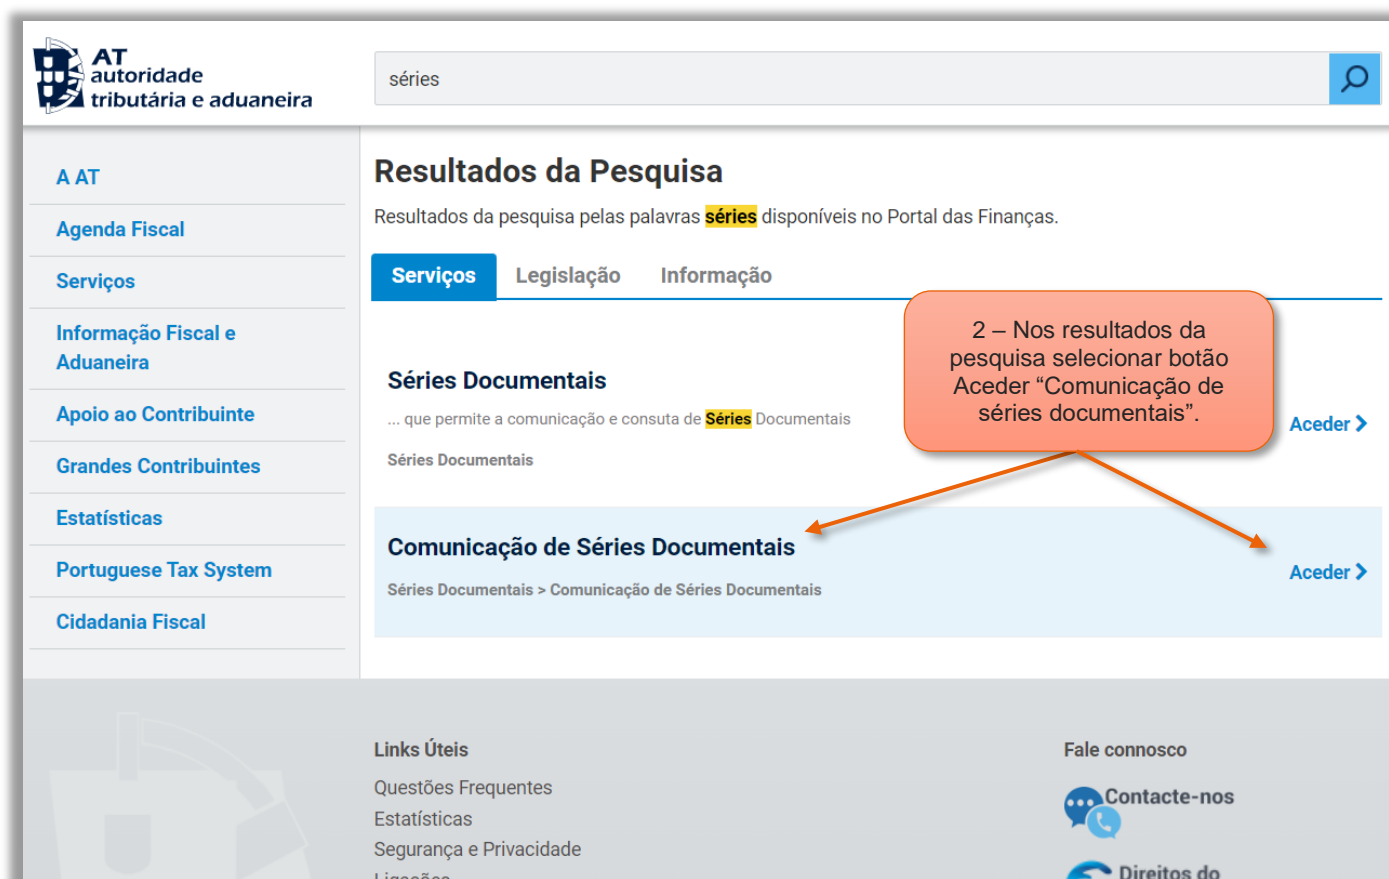 AT
autoridade
tributária e aduaneira
séries
A AT
Agenda Fiscal
Serviços
Informação Fiscal e
Aduaneira
Apoio ao Contribuinte
Grandes Contribuintes
Estatísticas
Portuguese Tax System
Cidadania Fiscal
Resultados da Pesquisa
Resultados da pesquisa pelas palavras séries disponíveis no Portal das Finanças.
Serviços Legislação Informação
2 – Nos resultados da
pesquisa selecionar botão
Aceder “Comunicação de
séries documentais”.
Séries Documentais
... que permite a comunicação e consuta de Séries Documentais
Séries Documentais
Aceder
Comunicação de Séries Documentais
Séries Documentais > Comunicação de Séries Documentais
Aceder
Links Úteis
Questões Frequentes
Estatísticas
Segurança e Privacidade
Ligações
Fale connosco
Contacte-nos
Direitos do